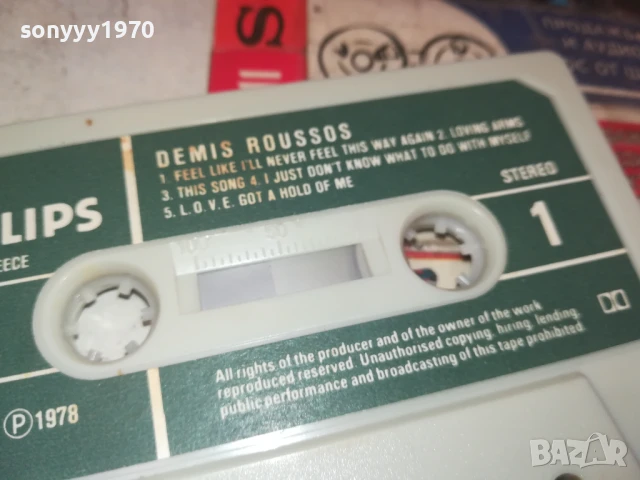 sonyyy1970
DEMIS ROUSSOS
1. FEEL LIKE I'LL NEVER FEEL THIS WAY AGAIN 2. LOVING ARMS
3. THIS SONG 4. I JUST DON'T KNOW WHAT TO DO WITH MYSELF
5. L.O.V.E. GOT A HOLD OF ME
STEREO
1
LIPS
EECE
100 50
All rights of the producer and of the owner of the work
reproduced reserved. Unauthorised copying, hiring, lending,
public performance and broadcasting of this tape prohibited.
Ⓟ 1978
BAZAR